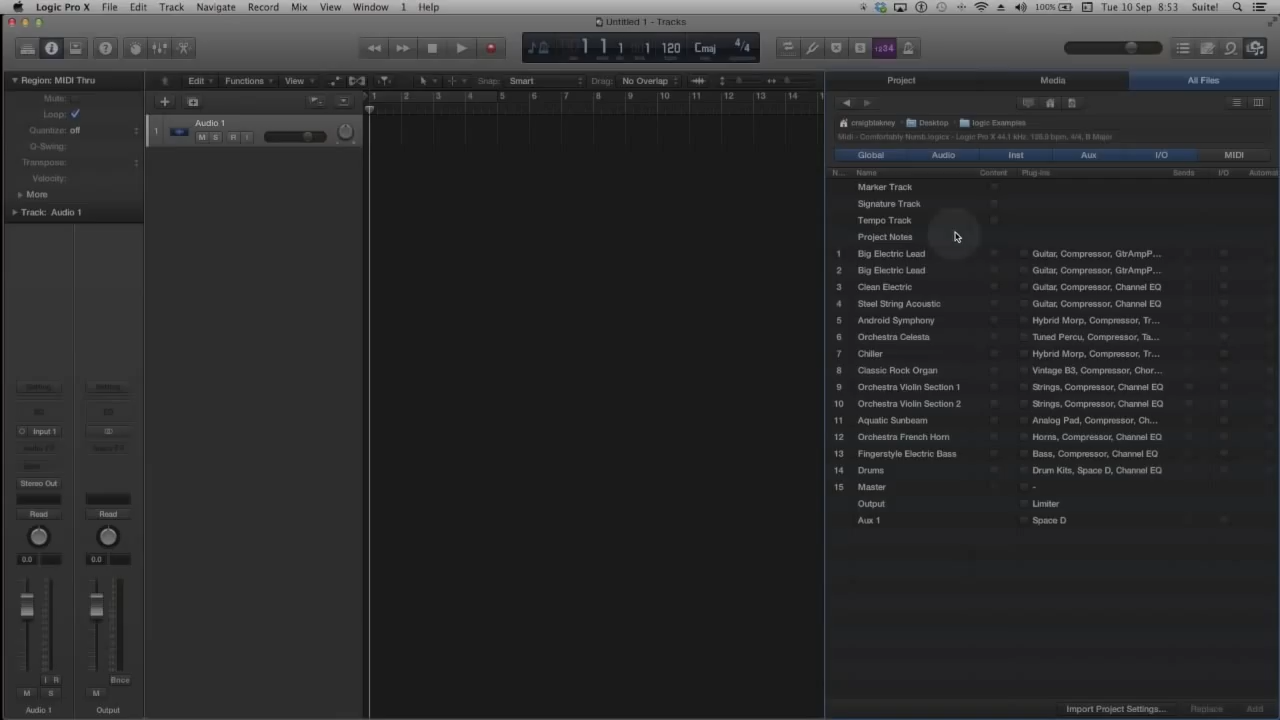 Logic Pro X File Edit Track Navigate Record Mix View Window 1 Help 100% Tue 10 Sep 8:53 Suite!
Untitled 1 - Tracks
1 1 1 1 120 Cmaj 4/4 1234
Region: MIDI Thru
Mute:
Loop:
Quantize: off
Q-Swing:
Transpose:
Velocity:
More
Track: Audio 1
Edit Functions View Snap: Smart Drag: No Overlap
1 2 3 4 5 6 7 8 9 10 11 12 13 14
1 Audio 1
M S R I
Project Media All Files
craigblakney Desktop logic Examples
Global Audio Inst Aux I/O MIDI
N... Name Content Plug-Ins Sends I/O Automat
Marker Track
Signature Track
Tempo Track
Project Notes
1 Big Electric Lead Guitar, Compressor, GtrAmpP...
2 Big Electric Lead Guitar, Compressor, GtrAmpP...
3 Clean Electric Guitar, Compressor, Channel EQ
4 Steel String Acoustic Guitar, Compressor, Channel EQ
5 Android Symphony Hybrid Morp, Compressor, Tr...
6 Orchestra Celesta Tuned Percu, Compressor, Ta...
7 Chiller Hybrid Morp, Compressor, Tr...
8 Classic Rock Organ Vintage B3, Compressor, Chor...
9 Orchestra Violin Section 1 Strings, Compressor, Channel EQ
10 Orchestra Violin Section 2 Strings, Compressor, Channel EQ
11 Aquatic Sunbeam Analog Pad, Compressor, Ch...
12 Orchestra French Horn Horns, Compressor, Channel EQ
13 Fingerstyle Electric Bass Bass, Compressor, Channel EQ
14 Drums Drum Kits, Space D, Channel EQ
15 Master -
Output Limiter
Aux 1 Space D
Setting Setting
EQ EQ
Input 1
Stereo Out
Read Read
0.0 0.0
I R Bnce
M S M
Audio 1 Output
Import Project Settings... Replace Add